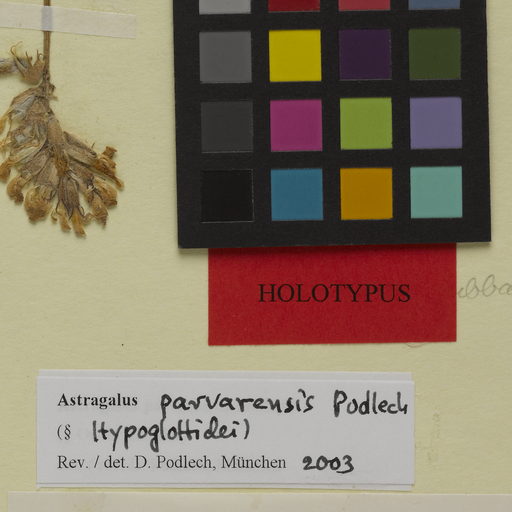 HOLOTYPUS
Astragalus parvarensis Podlech
(§ Hypoglottidei)
Rev. / det. D. Podlech, München 2003